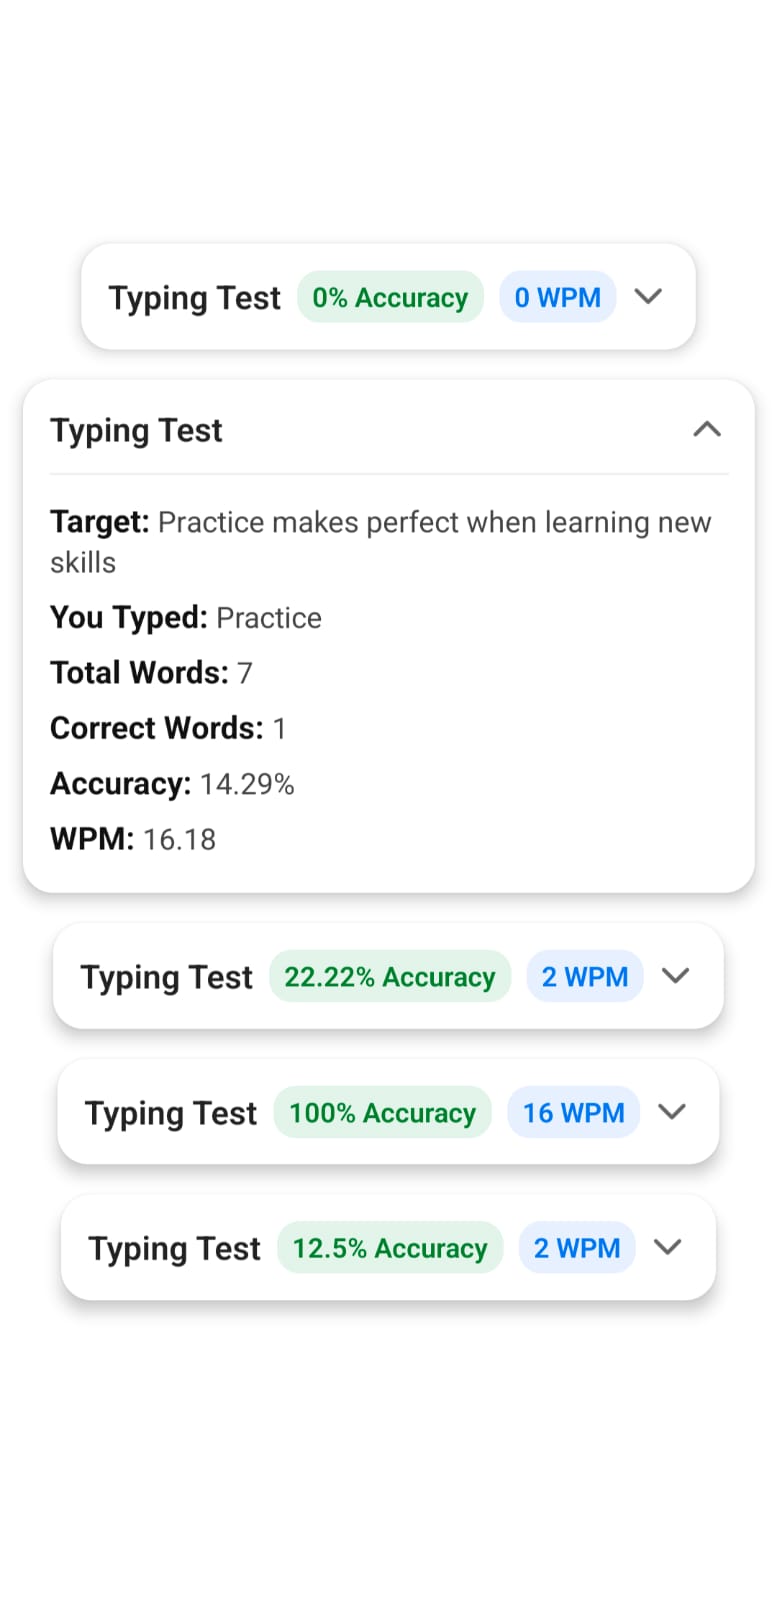 Typing Test 0% Accuracy 0 WPM
Typing Test
Target: Practice makes perfect when learning new
skills
You Typed: Practice
Total Words: 7
Correct Words: 1
Accuracy: 14.29%
WPM: 16.18
Typing Test 22.22% Accuracy 2 WPM
Typing Test 100% Accuracy 16 WPM
Typing Test 12.5% Accuracy 2 WPM